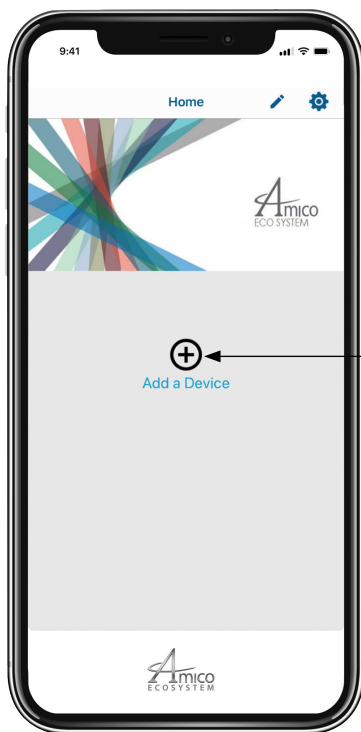 9:41
Home
Amico
ECO SYSTEM
Add a Device
Amico
ECOSYSTEM